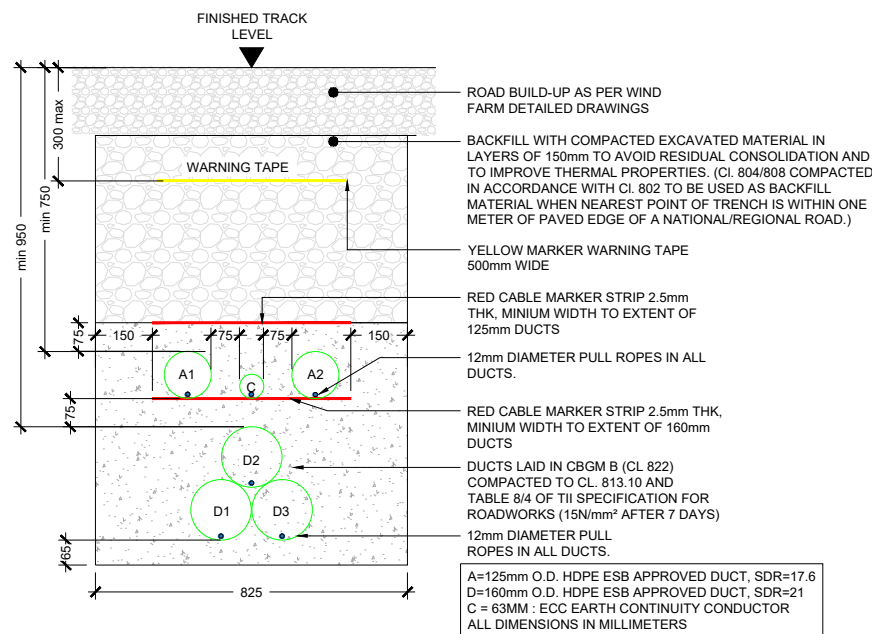 FINISHED TRACK
LEVEL
ROAD BUILD-UP AS PER WIND
FARM DETAILED DRAWINGS
300 max
min 750
min 950
BACKFILL WITH COMPACTED EXCAVATED MATERIAL IN
LAYERS OF 150mm TO AVOID RESIDUAL CONSOLIDATION AND
TO IMPROVE THERMAL PROPERTIES. (Cl. 804/808 COMPACTED
IN ACCORDANCE WITH Cl. 802 TO BE USED AS BACKFILL
MATERIAL WHEN NEAREST POINT OF TRENCH IS WITHIN ONE
METER OF PAVED EDGE OF A NATIONAL/REGIONAL ROAD.)
WARNING TAPE
YELLOW MARKER WARNING TAPE
500mm WIDE
RED CABLE MARKER STRIP 2.5mm
THK, MINIUM WIDTH TO EXTENT OF
125mm DUCTS
75
150
75
75
150
A1
C
A2
12mm DIAMETER PULL ROPES IN ALL
DUCTS.
75
RED CABLE MARKER STRIP 2.5mm THK,
MINIUM WIDTH TO EXTENT OF 160mm
DUCTS
D2
D1
D3
DUCTS LAID IN CBGM B (CL 822)
COMPACTED TO CL. 813.10 AND
TABLE 8/4 OF TII SPECIFICATION FOR
ROADWORKS (15N/mm² AFTER 7 DAYS)
12mm DIAMETER PULL
ROPES IN ALL DUCTS.
65
825
A=125mm O.D. HDPE ESB APPROVED DUCT, SDR=17.6
D=160mm O.D. HDPE ESB APPROVED DUCT, SDR=21
C = 63MM : ECC EARTH CONTINUITY CONDUCTOR
ALL DIMENSIONS IN MILLIMETERS